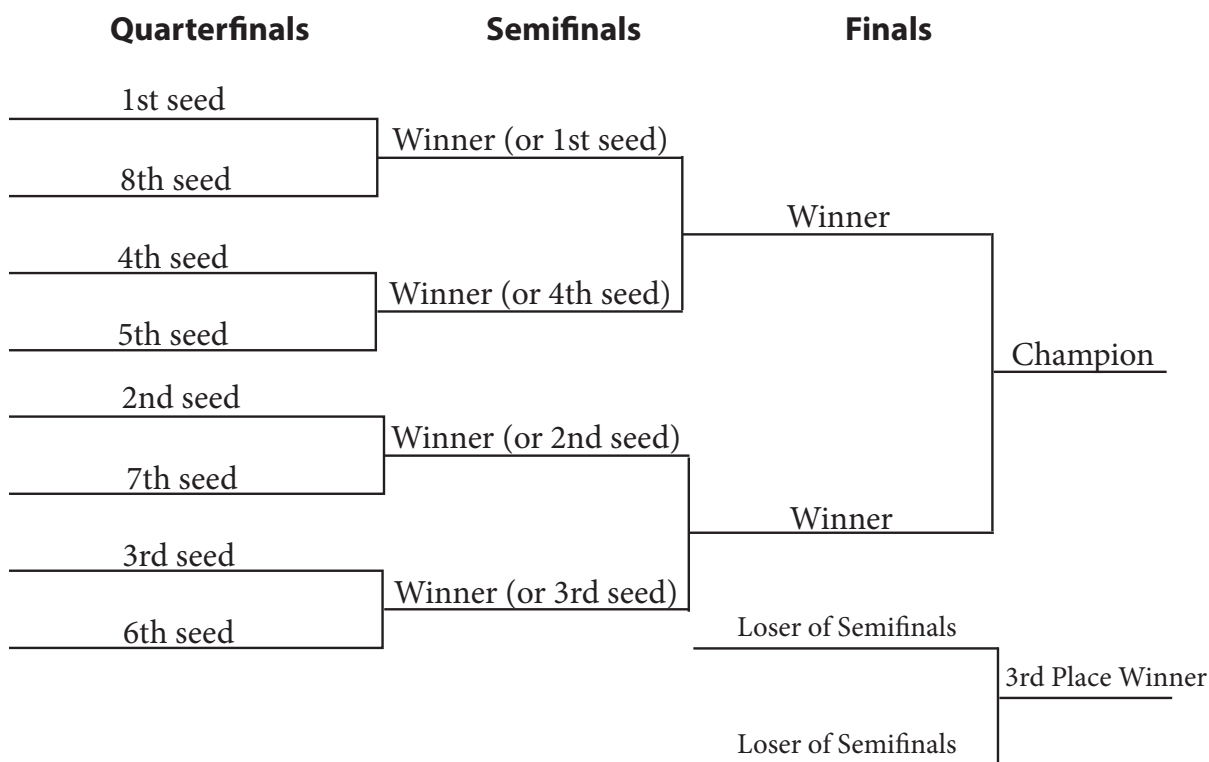 Quarterfinals Semifinals Finals
1st seed
Winner (or 1st seed)
8th seed
Winner
4th seed
Winner (or 4th seed)
5th seed
Champion
2nd seed
Winner (or 2nd seed)
7th seed
Winner
3rd seed
Winner (or 3rd seed)
6th seed
Loser of Semifinals
3rd Place Winner
Loser of Semifinals